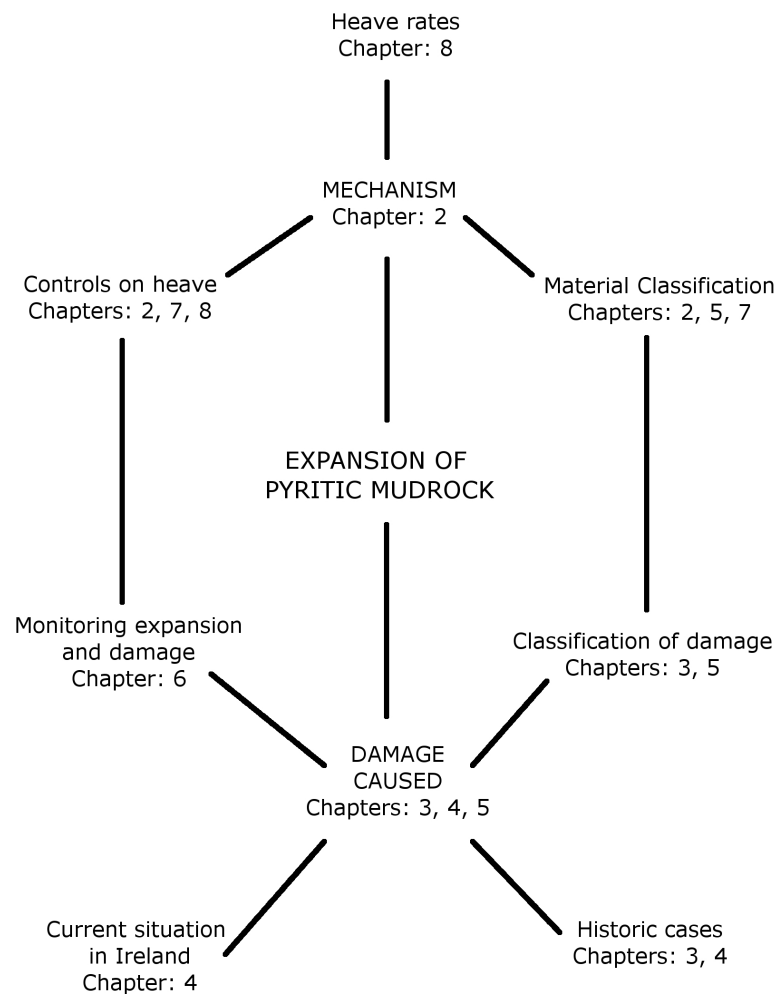 Heave rates
Chapter: 8
MECHANISM
Chapter: 2
Controls on heave
Chapters: 2, 7, 8
Material Classification
Chapters: 2, 5, 7
EXPANSION OF
PYRITIC MUDROCK
Monitoring expansion
and damage
Chapter: 6
Classification of damage
Chapters: 3, 5
DAMAGE
CAUSED
Chapters: 3, 4, 5
Current situation
in Ireland
Chapter: 4
Historic cases
Chapters: 3, 4